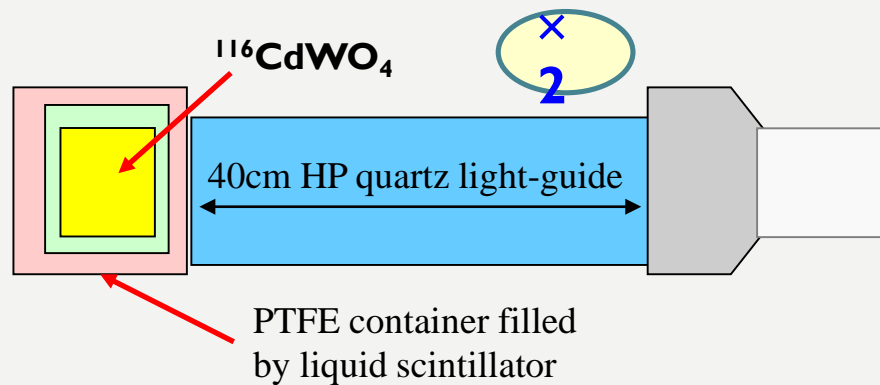 ×
2
¹¹⁶CdWO₄
40cm HP quartz light-guide
PTFE container filled
by liquid scintillator